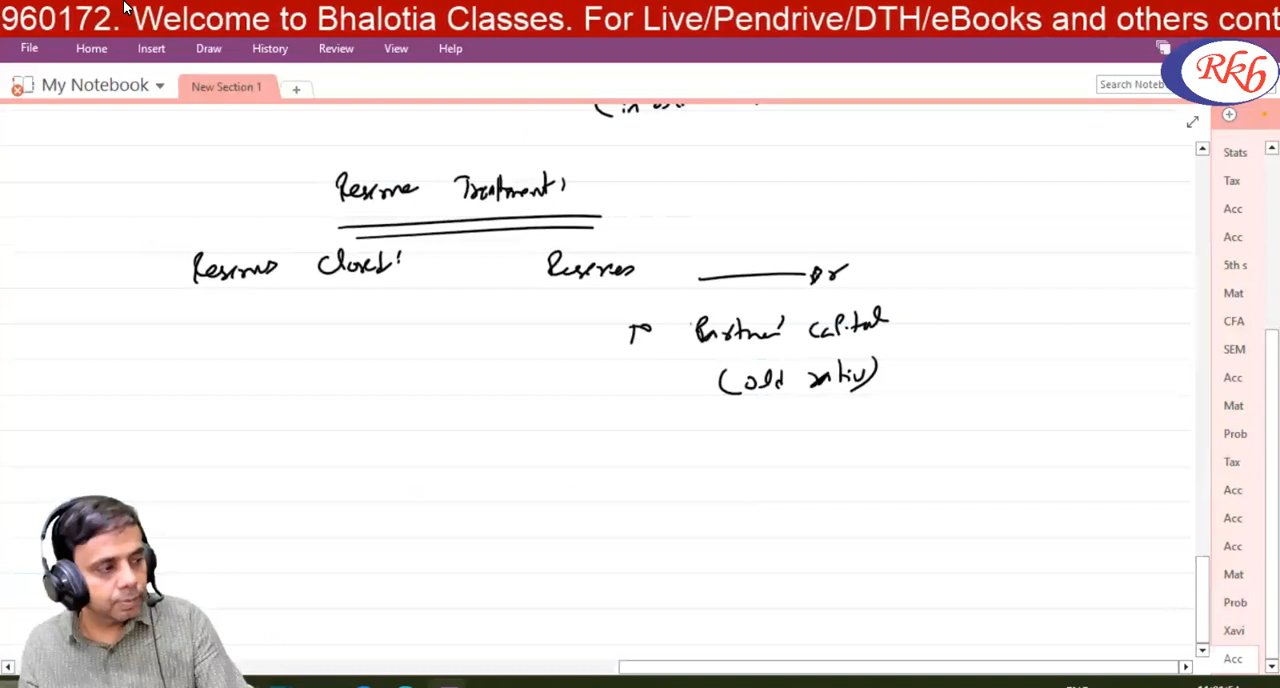 960172. Welcome to Bhalotia Classes. For Live/Pendrive/DTH/eBooks and others cont
File Home Insert Draw History Review View Help
Rkb
My Notebook New Section 1 + Search Noteb
(in
Reserve Treatment:
Reserves closed: Reserves Dr
To Partners' capital
(old ratio)
Stats
Tax
Acc
Acc
5th s
Mat
CFA
SEM
Acc
Mat
Prob
Tax
Acc
Acc
Acc
Mat
Prob
Xavi
Acc